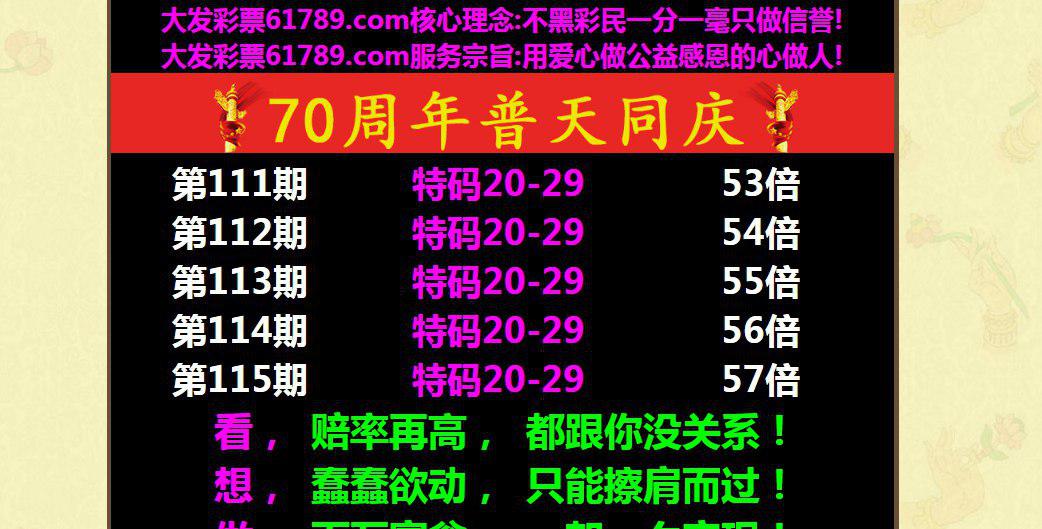 大发彩票61789.com核心理念:不黑彩民一分一毫只做信誉!
大发彩票61789.com服务宗旨:用爱心做公益感恩的心做人!
70周年普天同庆
第111期 特码20-29 53倍
第112期 特码20-29 54倍
第113期 特码20-29 55倍
第114期 特码20-29 56倍
第115期 特码20-29 57倍
看， 赔率再高， 都跟你没关系！
想， 蠢蠢欲动， 只能擦肩而过！